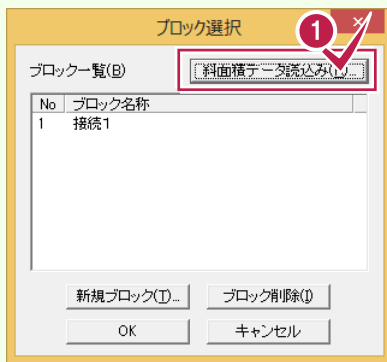 ブロック選択
1
ブロック一覧(B)
斜面積データ読込み(L)...
No ブロック名称
1 接続1
新規ブロック(T)...
ブロック削除(I)
OK
キャンセル